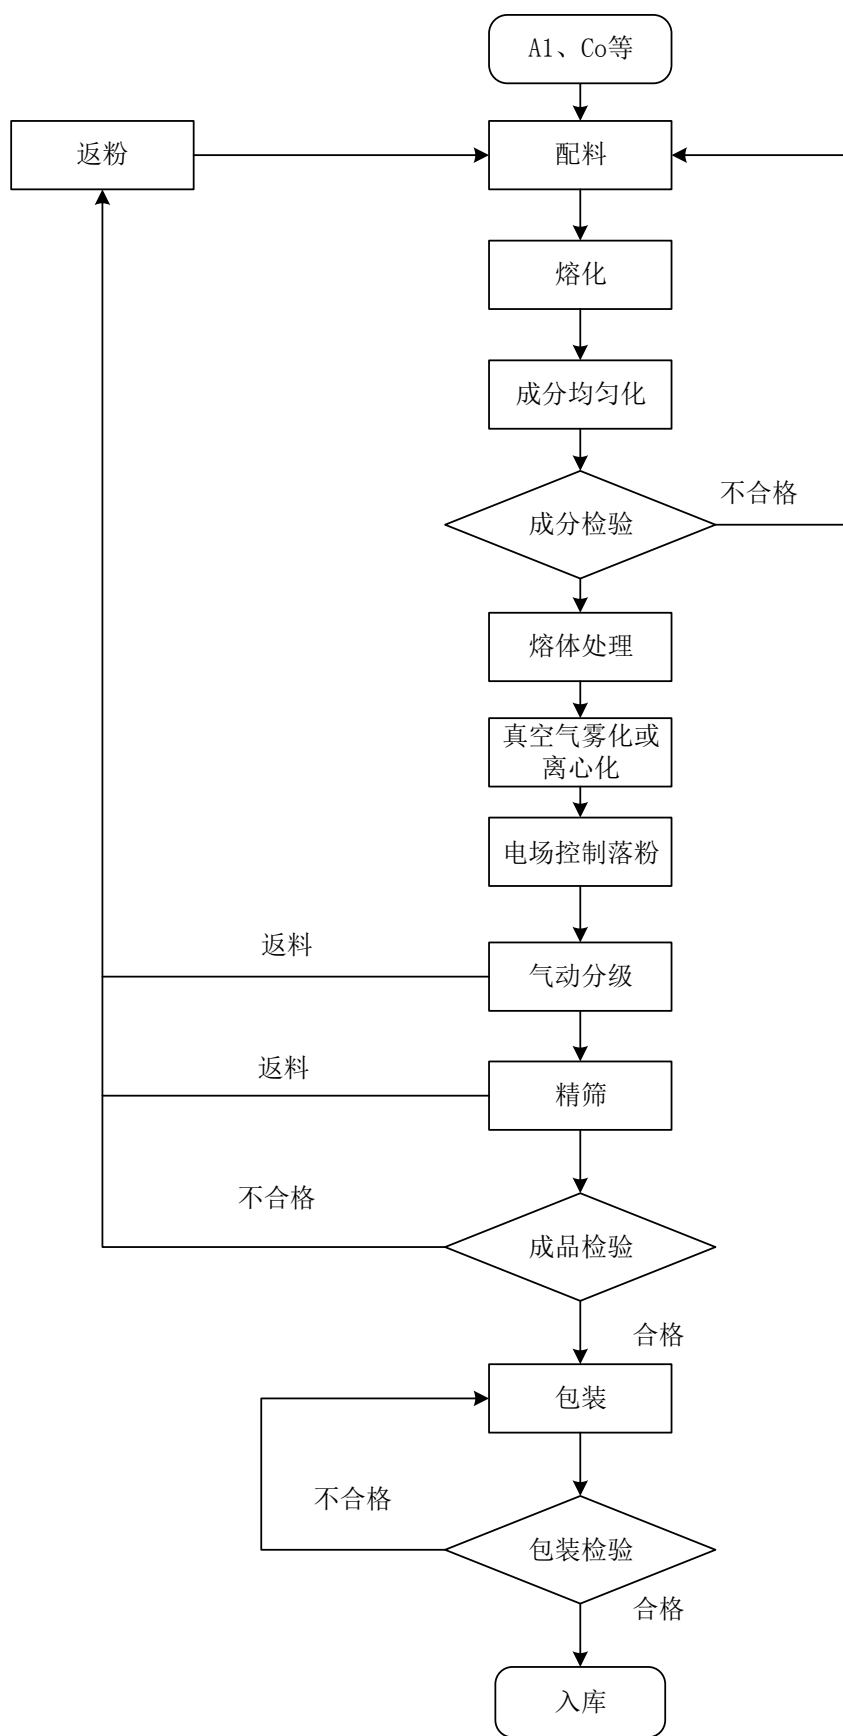 Al、Co等
返粉
配料
熔化
成分均匀化
不合格
成分检验
熔体处理
真空气雾化或
离心化
电场控制落粉
返料
气动分级
返料
精筛
不合格
成品检验
合格
包装
不合格
包装检验
合格
入库